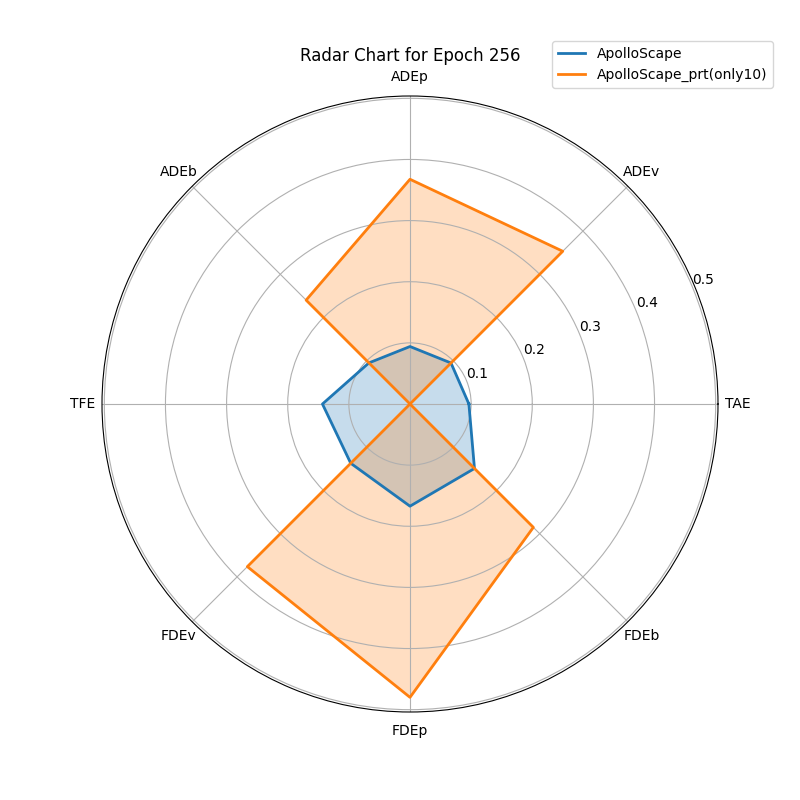 Radar Chart for Epoch 256
ApolloScape
ApolloScape_prt(only10)
ADEp
ADEb
ADEv
0.5
0.4
0.3
0.2
0.1
TFE
TAE
FDEv
FDEb
FDEp